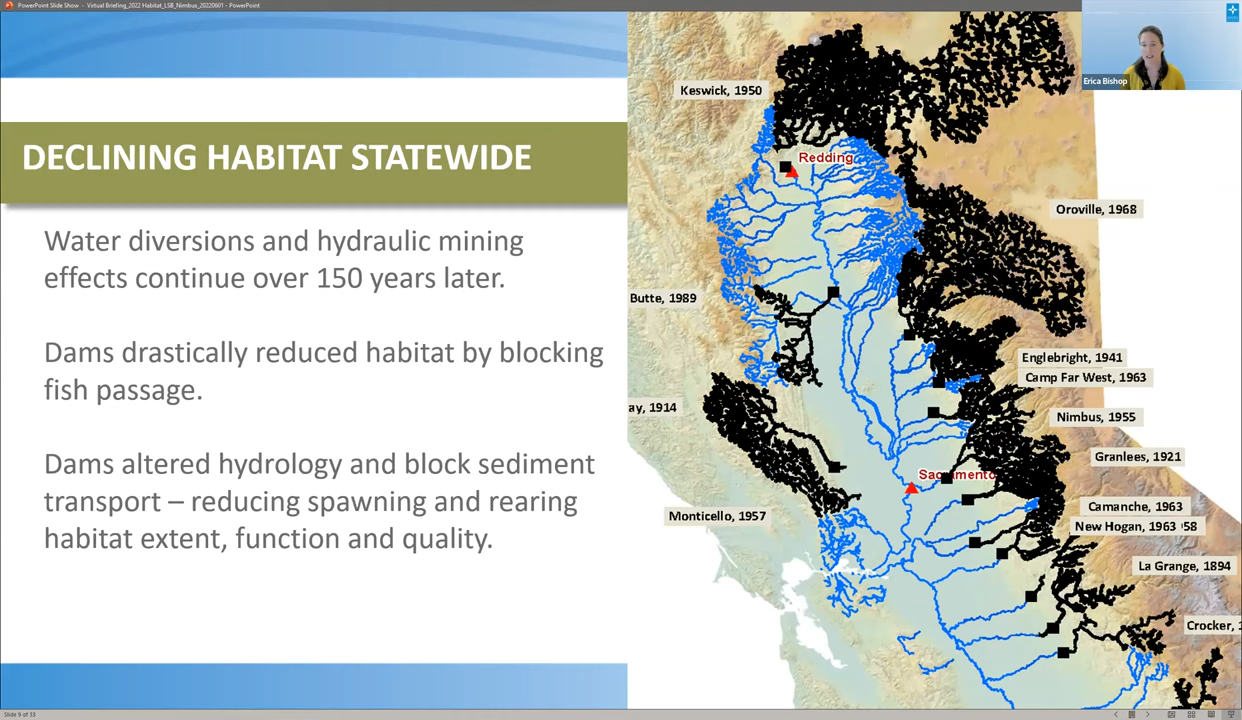 PowerPoint Slide Show - Virtual Briefing_2022 Habitat_LSB_Nimbus_20220601 - PowerPoint
Erica Bishop
DECLINING HABITAT STATEWIDE
Water diversions and hydraulic mining
effects continue over 150 years later.
Dams drastically reduced habitat by blocking
fish passage.
Dams altered hydrology and block sediment
transport – reducing spawning and rearing
habitat extent, function and quality.
Keswick, 1950
Redding
Oroville, 1968
Butte, 1989
Englebright, 1941
Camp Far West, 1963
ay, 1914
Nimbus, 1955
Granlees, 1921
Sacramento
Monticello, 1957
Camanche, 1963
New Hogan, 1963
58
La Grange, 1894
Crocker, 1
Slide 9 of 33